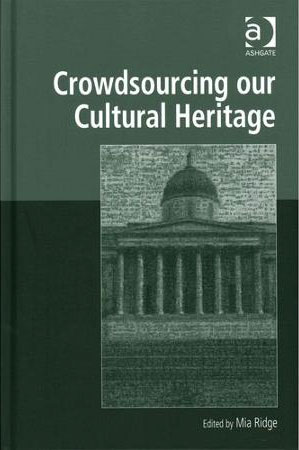 a
ASHGATE
Crowdsourcing our
Cultural Heritage
Edited by Mia Ridge